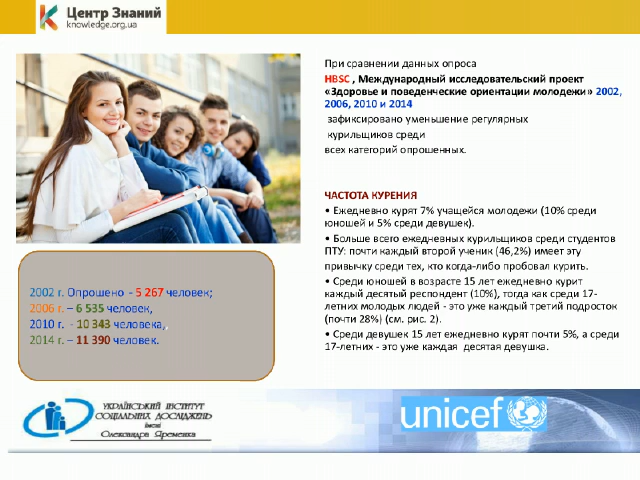 Центр Знаний
knowledge.org.ua
При сравнении данных опроса
HBSC , Международный исследовательский проект
«Здоровье и поведенческие ориентации молодежи» 2002,
2006, 2010 и 2014
зафиксировано уменьшение регулярных
курильщиков среди
всех категорий опрошенных.
ЧАСТОТА КУРЕНИЯ
• Ежедневно курят 7% учащейся молодежи (10% среди
юношей и 5% среди девушек).
• Больше всего ежедневных курильщиков среди студентов
ПТУ: почти каждый второй ученик (46,2%) имеет эту
привычку среди тех, кто когда-либо пробовал курить.
• Среди юношей в возрасте 15 лет ежедневно курит
каждый десятый респондент (10%), тогда как среди 17-
летних молодых людей - это уже каждый третий подросток
(почти 28%) (см. рис. 2).
• Среди девушек 15 лет ежедневно курят почти 5%, а среди
17-летних - это уже каждая десятая девушка.
2002 г. Опрошено - 5 267 человек;
2006 г. – 6 535 человек,
2010 г. - 10 343 человека,,
2014 г. – 11 390 человек.
УКРАЇНСЬКИЙ ІНСТИТУТ
СОЦІАЛЬНИХ ДОСЛІДЖЕНЬ
імені
Олександра Яременка
unicef